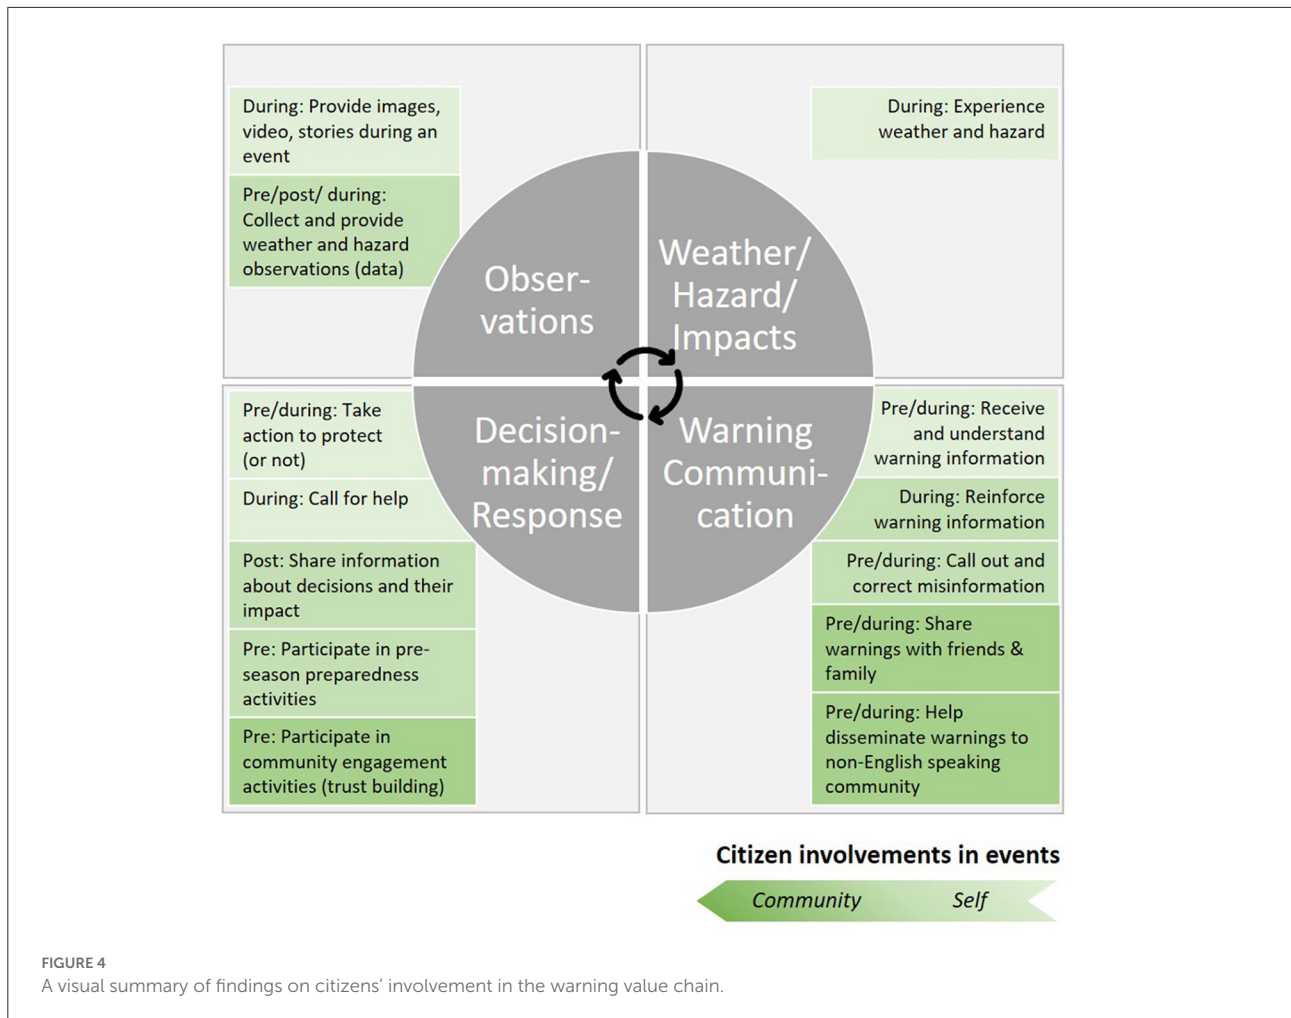 During: Provide images,
video, stories during an
event
Pre/post/ during:
Collect and provide
weather and hazard
observations (data)
During: Experience
weather and hazard
Obser-
vations
Weather/
Hazard/
Impacts
Decision-
making/
Response
Warning
Communi-
cation
Pre/during: Take
action to protect
(or not)
During: Call for help
Post: Share information
about decisions and their
impact
Pre: Participate in pre-
season preparedness
activities
Pre: Participate in
community engagement
activities (trust building)
Pre/during: Receive
and understand
warning information
During: Reinforce
warning information
Pre/during: Call out and
correct misinformation
Pre/during: Share
warnings with friends &
family
Pre/during: Help
disseminate warnings to
non-English speaking
community
Citizen involvements in events
Community Self
FIGURE 4
A visual summary of findings on citizens’ involvement in the warning value chain.